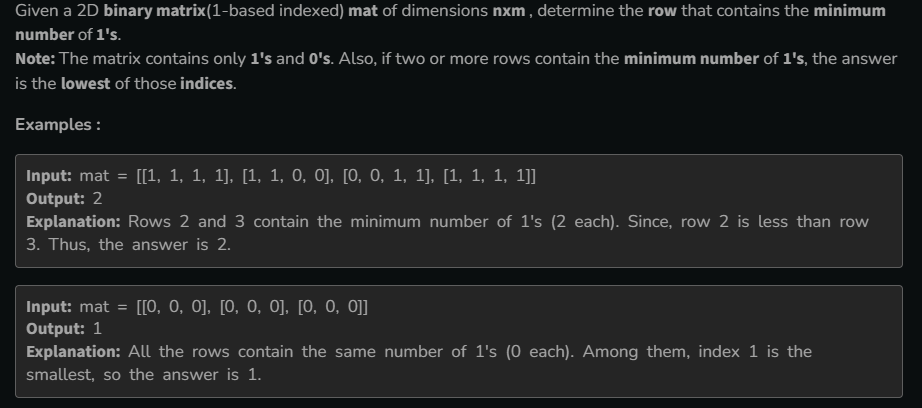 Given a 2D binary matrix(1-based indexed) mat of dimensions nxm , determine the row that contains the minimum
number of 1's.
Note: The matrix contains only 1's and 0's. Also, if two or more rows contain the minimum number of 1's, the answer
is the lowest of those indices.
Examples :
Input: mat = [[1, 1, 1, 1], [1, 1, 0, 0], [0, 0, 1, 1], [1, 1, 1, 1]]
Output: 2
Explanation: Rows 2 and 3 contain the minimum number of 1's (2 each). Since, row 2 is less than row
3. Thus, the answer is 2.
Input: mat = [[0, 0, 0], [0, 0, 0], [0, 0, 0]]
Output: 1
Explanation: All the rows contain the same number of 1's (0 each). Among them, index 1 is the
smallest, so the answer is 1.